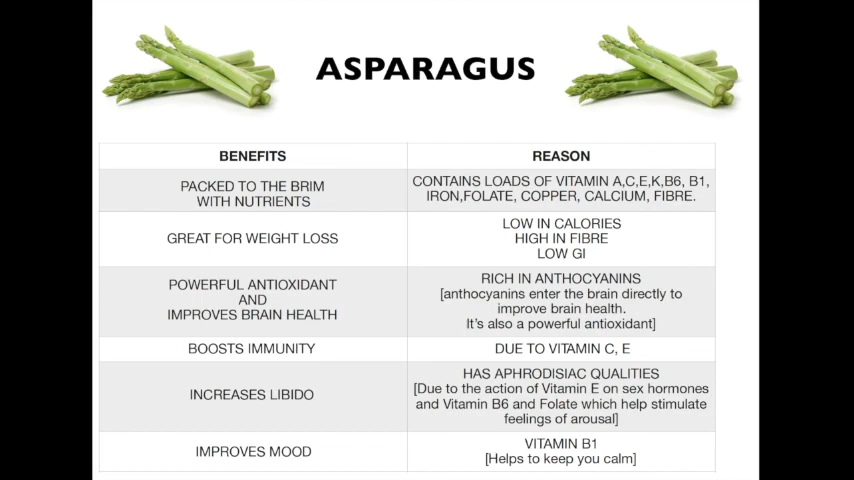 ASPARAGUS
BENEFITS
REASON
PACKED TO THE BRIM
WITH NUTRIENTS
CONTAINS LOADS OF VITAMIN A,C,E,K,B6, B1,
IRON,FOLATE, COPPER, CALCIUM, FIBRE.
GREAT FOR WEIGHT LOSS
LOW IN CALORIES
HIGH IN FIBRE
LOW GI
POWERFUL ANTIOXIDANT
AND
IMPROVES BRAIN HEALTH
RICH IN ANTHOCYANINS
[anthocyanins enter the brain directly to
improve brain health.
It's also a powerful antioxidant]
BOOSTS IMMUNITY
DUE TO VITAMIN C, E
INCREASES LIBIDO
HAS APHRODISIAC QUALITIES
[Due to the action of Vitamin E on sex hormones
and Vitamin B6 and Folate which help stimulate
feelings of arousal]
IMPROVES MOOD
VITAMIN B1
[Helps to keep you calm]